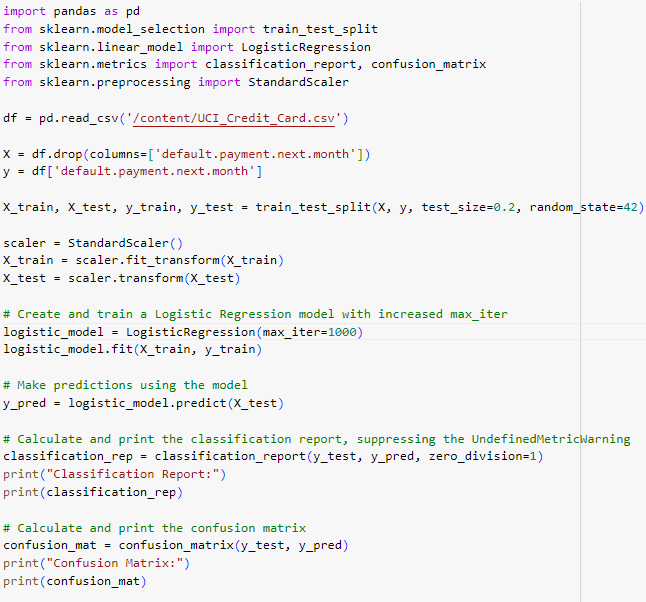 import pandas as pd
from sklearn.model_selection import train_test_split
from sklearn.linear_model import LogisticRegression
from sklearn.metrics import classification_report, confusion_matrix
from sklearn.preprocessing import StandardScaler
df = pd.read_csv('/content/UCI_Credit_Card.csv')
X = df.drop(columns=['default.payment.next.month'])
y = df['default.payment.next.month']
X_train, X_test, y_train, y_test = train_test_split(X, y, test_size=0.2, random_state=42)
scaler = StandardScaler()
X_train = scaler.fit_transform(X_train)
X_test = scaler.transform(X_test)
# Create and train a Logistic Regression model with increased max_iter
logistic_model = LogisticRegression(max_iter=1000)
logistic_model.fit(X_train, y_train)
# Make predictions using the model
y_pred = logistic_model.predict(X_test)
# Calculate and print the classification report, suppressing the UndefinedMetricWarning
classification_rep = classification_report(y_test, y_pred, zero_division=1)
print("Classification Report:")
print(classification_rep)
# Calculate and print the confusion matrix
confusion_mat = confusion_matrix(y_test, y_pred)
print("Confusion Matrix:")
print(confusion_mat)